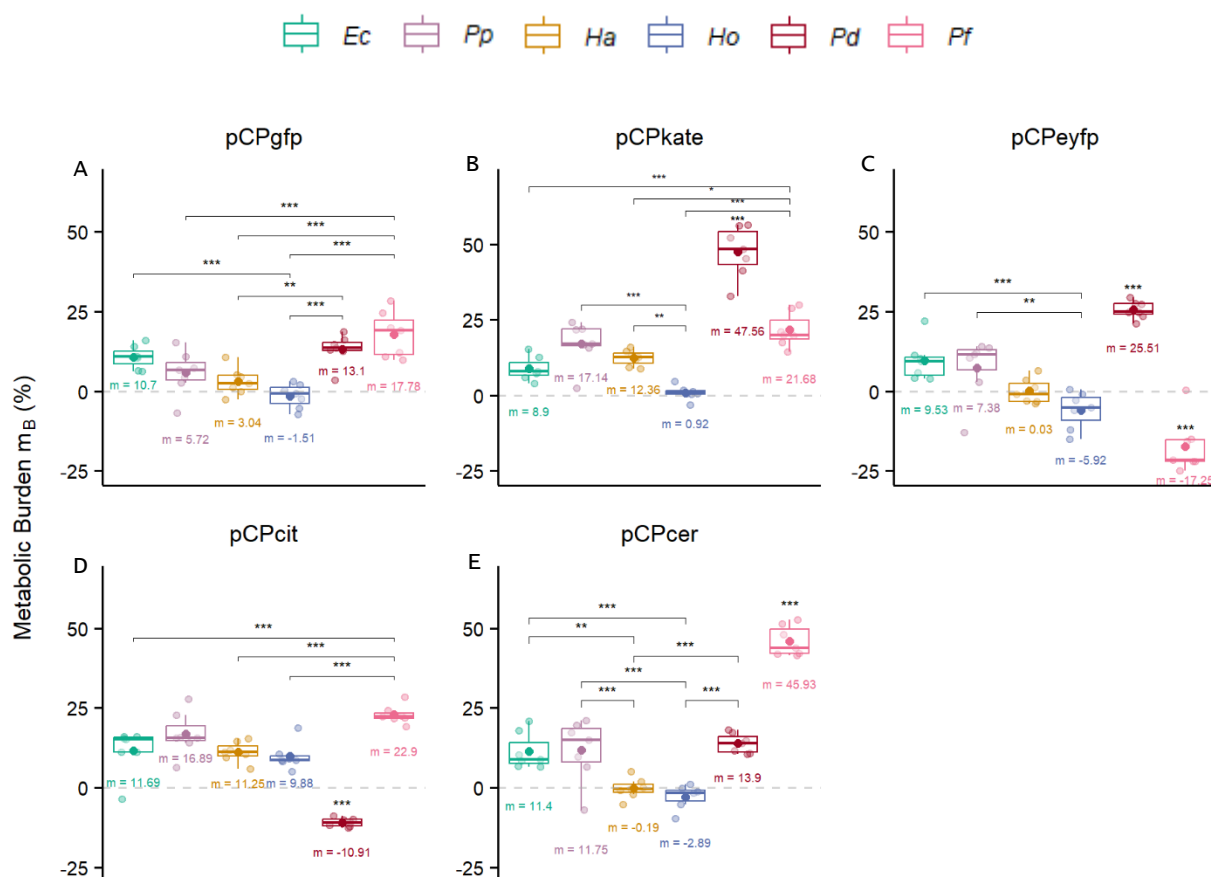 Ec Pp Ha Ho Pd Pf
pCPgfp
pCPkate
pCPeyfp
A
B
C
Metabolic Burden mB (%)
50
25
0
-25
***
***
***
***
**
***
m = 10.7
m = 5.72
m = 3.04
m = -1.51
m = 13.1
m = 17.78
50
25
0
-25
***
*
***
***
***
**
m = 8.9
m = 17.14
m = 12.36
m = 0.92
m = 47.56
m = 21.68
50
25
0
-25
***
**
***
***
m = 9.53
m = 7.38
m = 0.03
m = -5.92
m = 25.51
m = -17.25
pCPcit
pCPcer
D
E
50
25
0
-25
***
***
***
***
m = 11.69
m = 16.89
m = 11.25
m = 9.88
m = -10.91
m = 22.9
50
25
0
-25
***
***
**
***
***
***
***
m = 11.4
m = 11.75
m = -0.19
m = -2.89
m = 13.9
m = 45.93